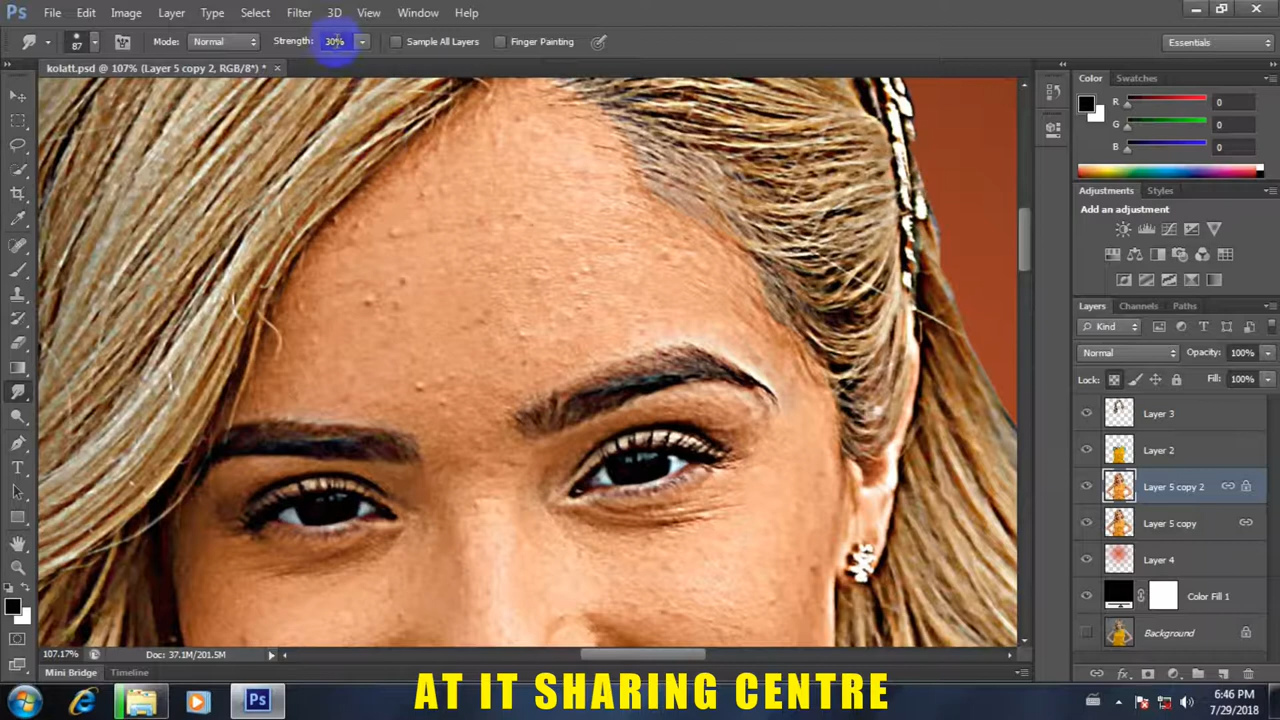 Ps File Edit Image Layer Type Select Filter 3D View Window Help
87 Mode: Normal Strength: 30% Sample All Layers Finger Painting Essentials
kolatt.psd @ 107% (Layer 5 copy 2, RGB/8*) * ×
Color Swatches
R 0
G 0
B 0
Adjustments Styles
Add an adjustment
Layers Channels Paths
Kind
Normal Opacity: 100%
Lock: Fill: 100%
Layer 3
Layer 2
Layer 5 copy 2
Layer 5 copy
Layer 4
Color Fill 1
Background
107.17% Doc: 37.1M/201.5M
Mini Bridge Timeline
AT IT SHARING CENTRE
Ps
6:46 PM
7/29/2018